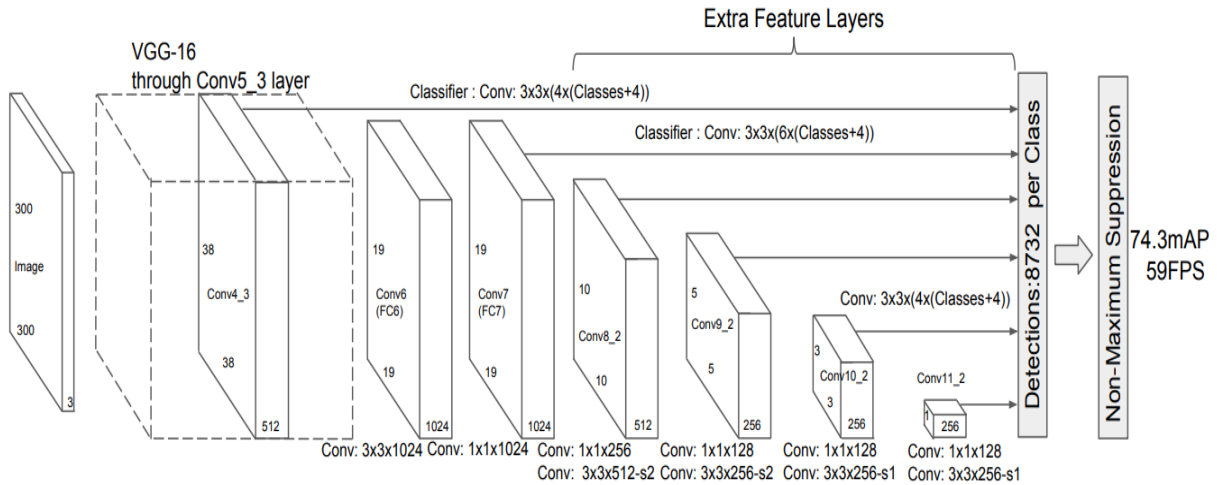 Extra Feature Layers
VGG-16
through Conv5_3 layer
Classifier : Conv: 3x3x(4x(Classes+4))
Classifier : Conv: 3x3x(6x(Classes+4))
300
Image
300
3
38
Conv4_3
38
512
19
Conv6
(FC6)
19
1024
19
Conv7
(FC7)
19
1024
10
Conv8_2
10
512
5
Conv9_2
5
256
Conv: 3x3x(4x(Classes+4))
3
Conv10_2
3
256
Conv11_2
1
256
Detections:8732 per Class
Non-Maximum Suppression
74.3mAP
59FPS
Conv: 3x3x1024
Conv: 1x1x1024
Conv: 1x1x256
Conv: 3x3x512-s2
Conv: 1x1x128
Conv: 3x3x256-s2
Conv: 1x1x128
Conv: 3x3x256-s1
Conv: 1x1x128
Conv: 3x3x256-s1